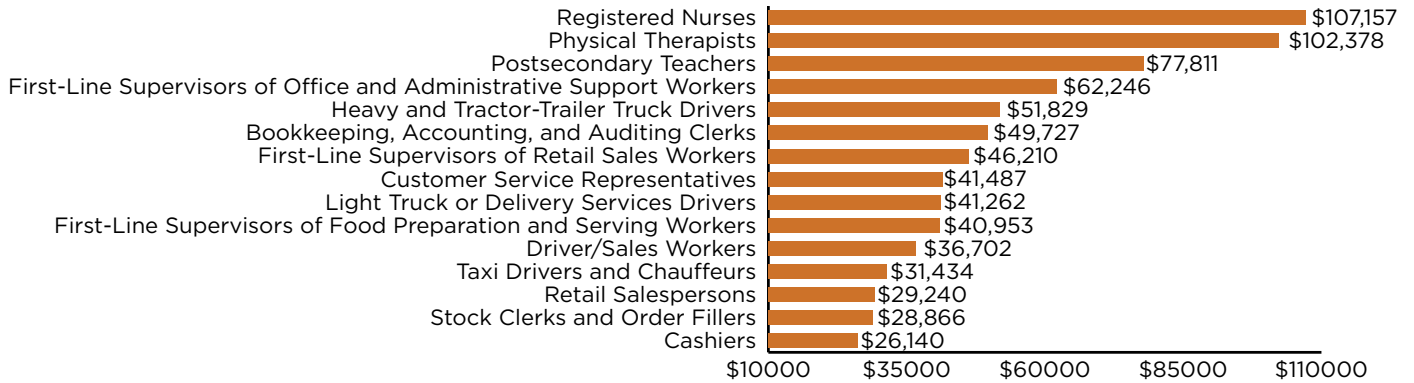 Registered Nurses $107,157
Physical Therapists $102,378
Postsecondary Teachers $77,811
First-Line Supervisors of Office and Administrative Support Workers $62,246
Heavy and Tractor-Trailer Truck Drivers $51,829
Bookkeeping, Accounting, and Auditing Clerks $49,727
First-Line Supervisors of Retail Sales Workers $46,210
Customer Service Representatives $41,487
Light Truck or Delivery Services Drivers $41,262
First-Line Supervisors of Food Preparation and Serving Workers $40,953
Driver/Sales Workers $36,702
Taxi Drivers and Chauffeurs $31,434
Retail Salespersons $29,240
Stock Clerks and Order Fillers $28,866
Cashiers $26,140
$10000 $35000 $60000 $85000 $110000